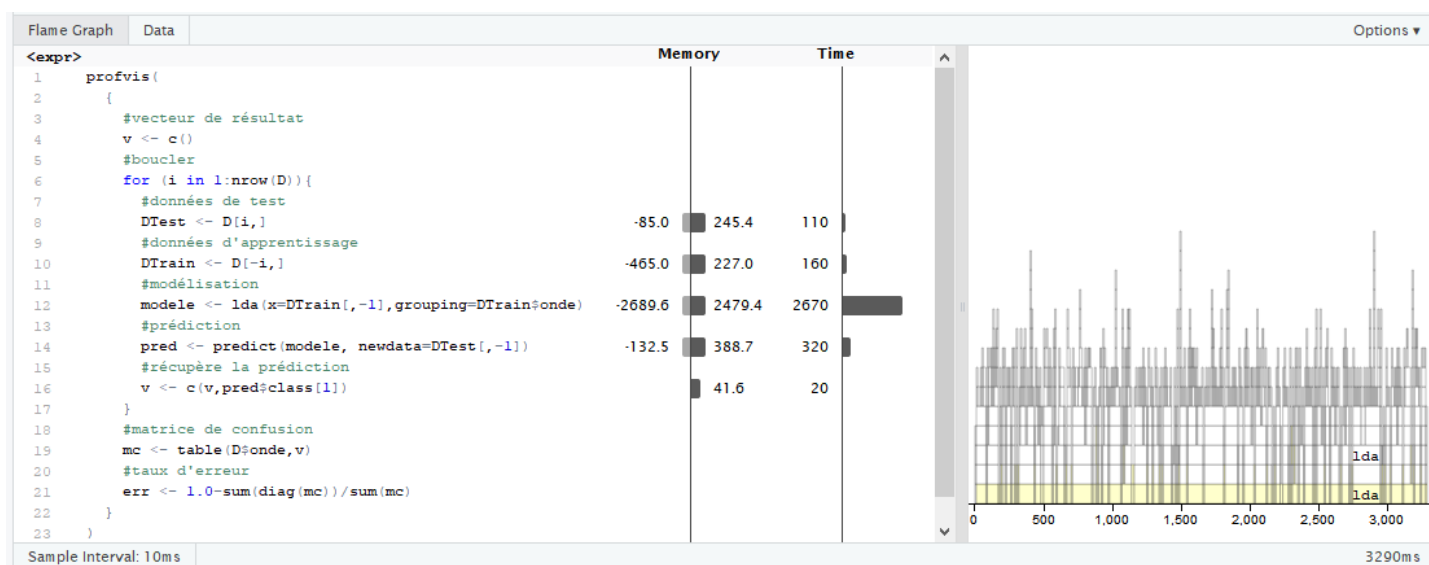 Flame Graph Data Options ▾
<expr> Memory Time
1 profvis(
2 {
3 #vecteur de résultat
4 v <- c()
5 #boucler
6 for (i in 1:nrow(D)){
7 #données de test
8 DTest <- D[i,] -85.0 245.4 110
9 #données d'apprentissage
10 DTrain <- D[-i,] -465.0 227.0 160
11 #modélisation
12 modele <- lda(x=DTrain[,-1],grouping=DTrain$onde) -2689.6 2479.4 2670
13 #prédiction
14 pred <- predict(modele, newdata=DTest[,-1]) -132.5 388.7 320
15 #récupère la prédiction
16 v <- c(v,pred$class[1]) 41.6 20
17 }
18 #matrice de confusion
19 mc <- table(D$onde,v)
20 #taux d'erreur
21 err <- 1.0-sum(diag(mc))/sum(mc)
22 }
23 )
lda
lda
0 500 1,000 1,500 2,000 2,500 3,000
Sample Interval: 10ms 3290ms